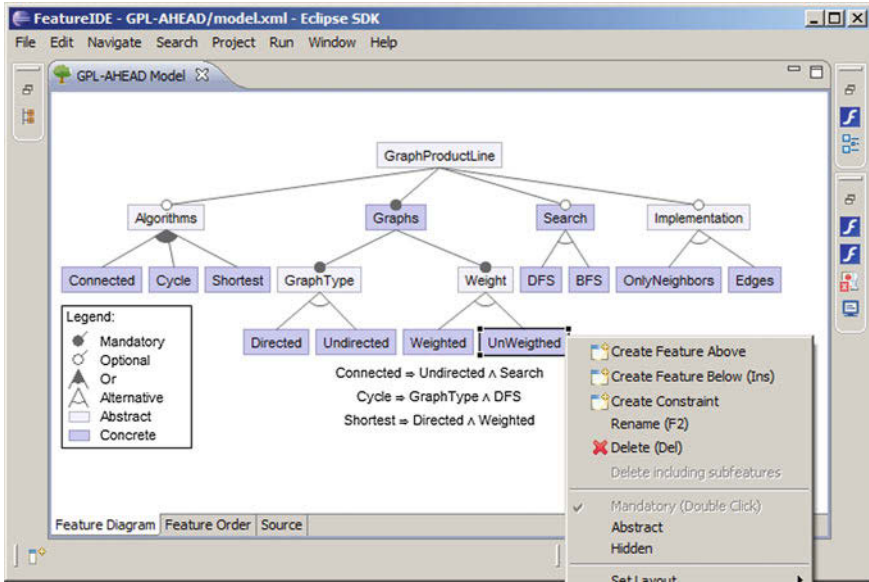 FeatureIDE - GPL-AHEAD/model.xml - Eclipse SDK
File Edit Navigate Search Project Run Window Help
GPL-AHEAD Model
GraphProductLine
Algorithms Graphs Search Implementation
Connected Cycle Shortest GraphType Weight DFS BFS OnlyNeighbors Edges
Legend:
Mandatory
Optional
Or
Alternative
Abstract
Concrete
Directed Undirected Weighted UnWeigthed
Connected ⇒ Undirected ∧ Search
Cycle ⇒ GraphType ∧ DFS
Shortest ⇒ Directed ∧ Weighted
Create Feature Above
Create Feature Below (Ins)
Create Constraint
Rename (F2)
Delete (Del)
Delete including subfeatures
Mandatory (Double Click)
Abstract
Hidden
Set Layout
Feature Diagram Feature Order Source